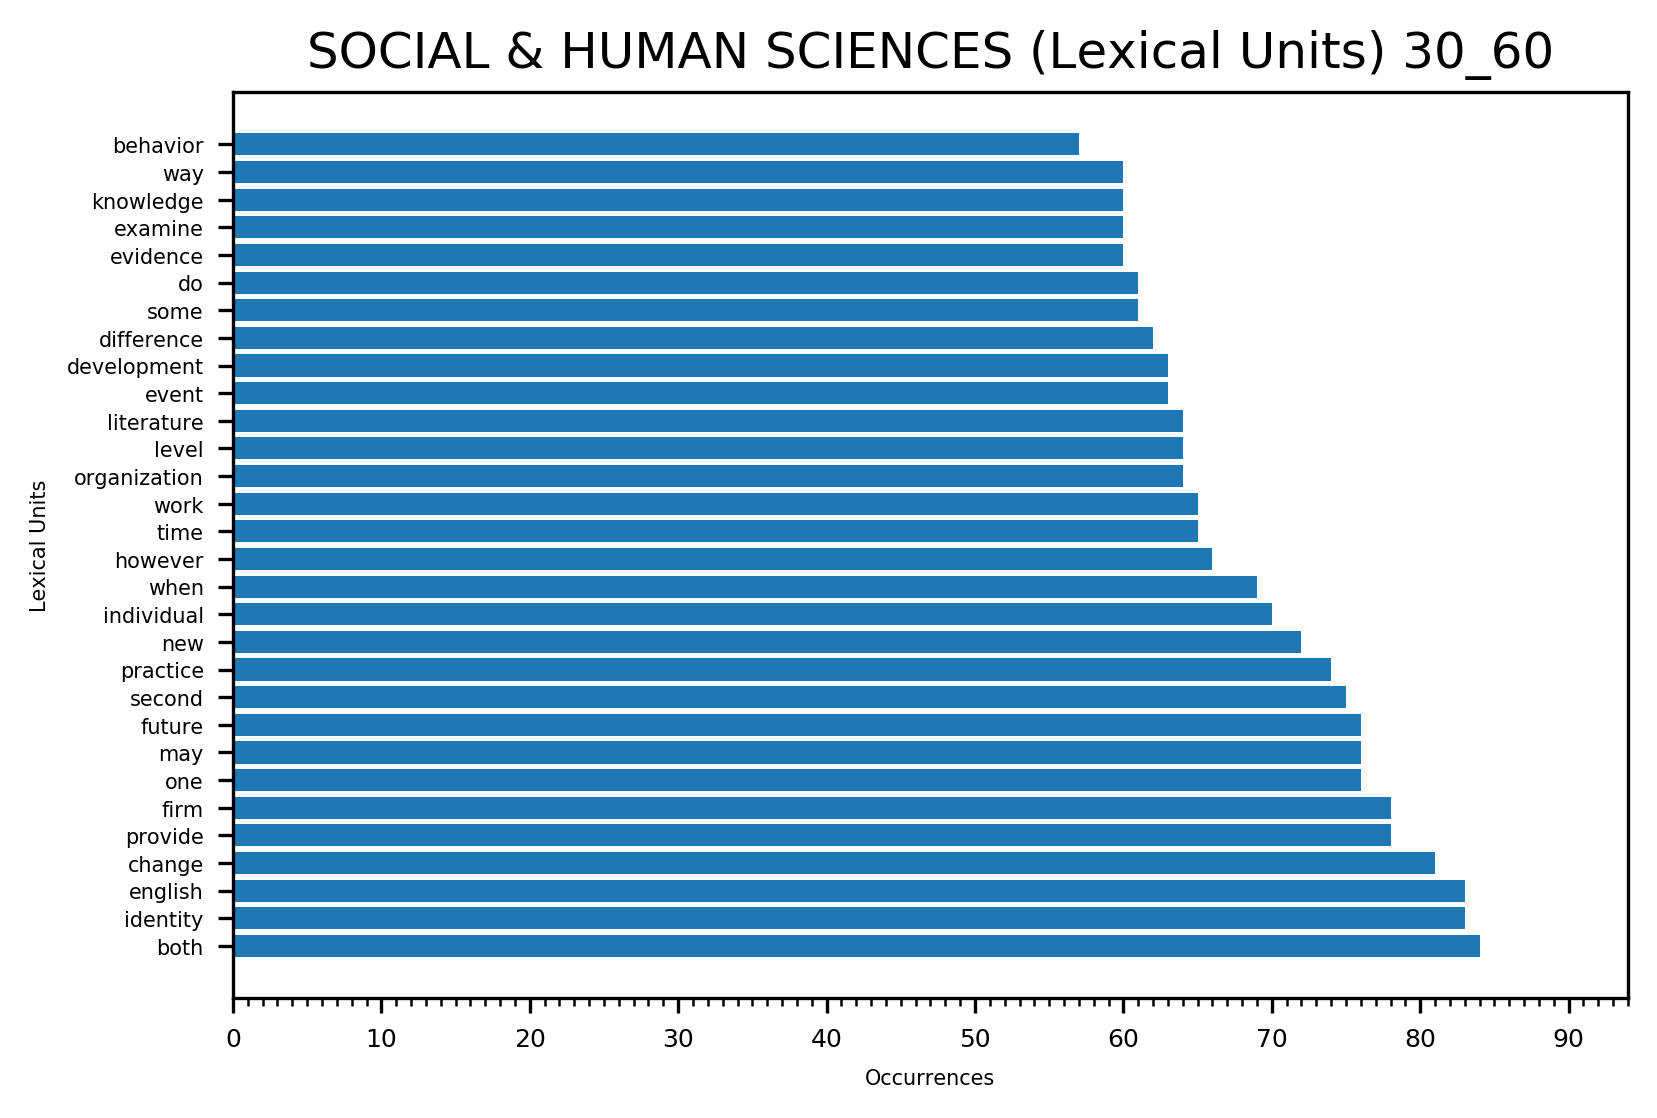 SOCIAL & HUMAN SCIENCES (Lexical Units) 30_60
Lexical Units
behavior
way
knowledge
examine
evidence
do
some
difference
development
event
literature
level
organization
work
time
however
when
individual
new
practice
second
future
may
one
firm
provide
change
english
identity
both
0 10 20 30 40 50 60 70 80 90
Occurrences